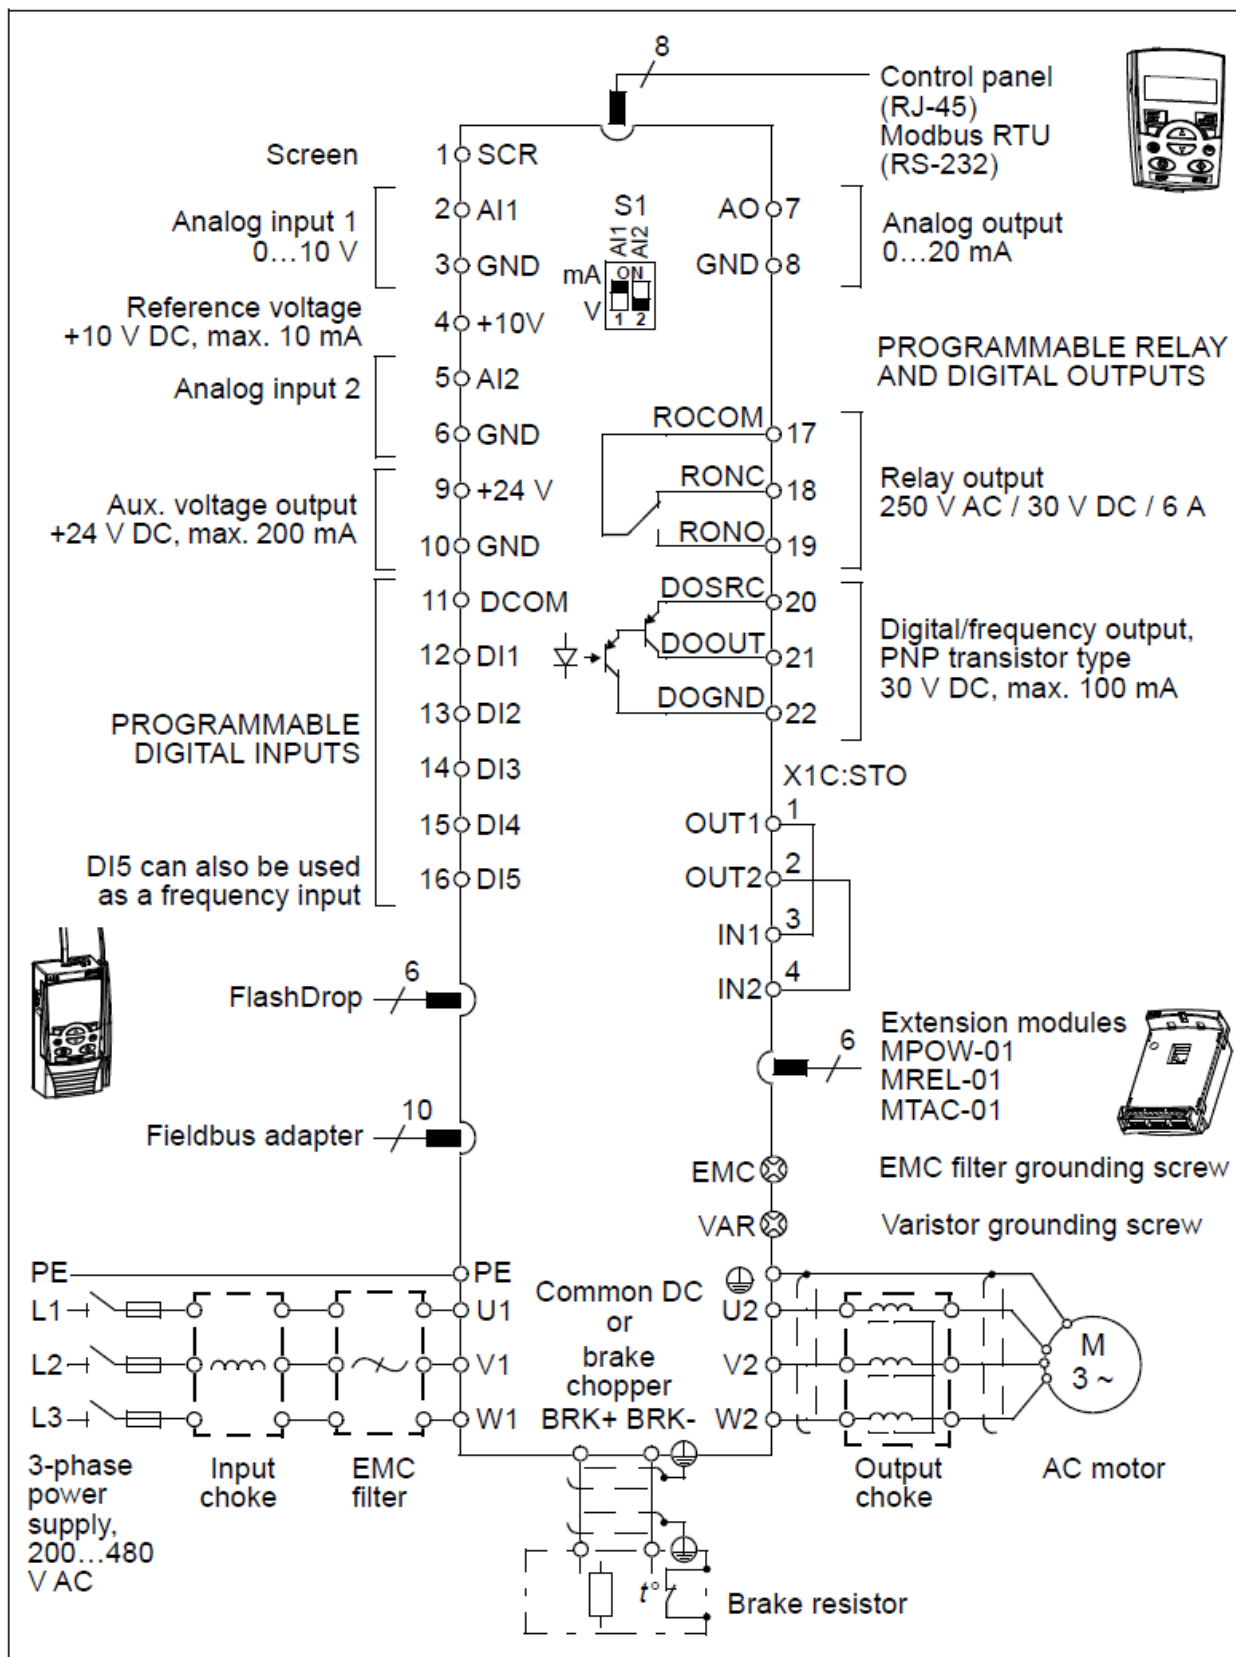 8
Control panel
(RJ-45)
Modbus RTU
(RS-232)
Screen
1 SCR
Analog input 1
0…10 V
2 AI1
3 GND
S1
AI1
AI2
mA
ON
V
1 2
AO 7
GND 8
Analog output
0…20 mA
Reference voltage
+10 V DC, max. 10 mA
4 +10V
Analog input 2
5 AI2
6 GND
PROGRAMMABLE RELAY
AND DIGITAL OUTPUTS
ROCOM 17
RONC 18
RONO 19
Relay output
250 V AC / 30 V DC / 6 A
Aux. voltage output
+24 V DC, max. 200 mA
9 +24 V
10 GND
11 DCOM
12 DI1
13 DI2
14 DI3
15 DI4
16 DI5
PROGRAMMABLE
DIGITAL INPUTS
DI5 can also be used
as a frequency input
DOSRC 20
DOOUT 21
DOGND 22
Digital/frequency output,
PNP transistor type
30 V DC, max. 100 mA
X1C:STO
OUT1 1
OUT2 2
IN1 3
IN2 4
FlashDrop
6
6
Extension modules
MPOW-01
MREL-01
MTAC-01
Fieldbus adapter
10
EMC
EMC filter grounding screw
VAR
Varistor grounding screw
PE
PE
L1
U1
L2
V1
L3
W1
Common DC
or
brake
chopper
BRK+ BRK-
U2
V2
W2
M
3 ~
3-phase
power
supply,
200…480
V AC
Input
choke
EMC
filter
Output
choke
AC motor
t°
Brake resistor